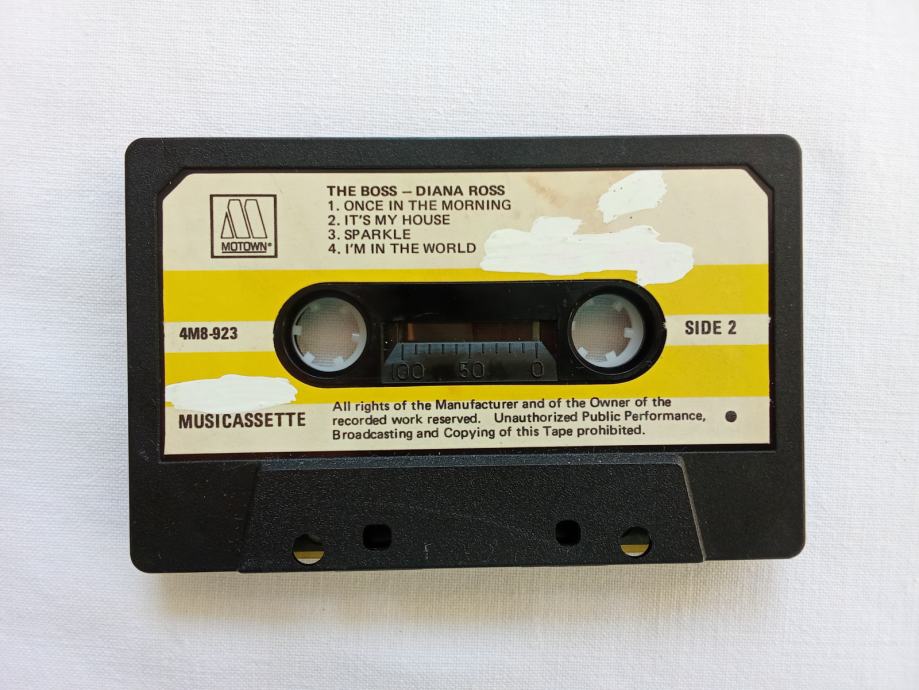 THE BOSS – DIANA ROSS
1. ONCE IN THE MORNING
2. IT'S MY HOUSE
3. SPARKLE
4. I'M IN THE WORLD
MOTOWN®
4M8-923
SIDE 2
100 50 0
MUSICASSETTE
All rights of the Manufacturer and of the Owner of the
recorded work reserved. Unauthorized Public Performance,
Broadcasting and Copying of this Tape prohibited.